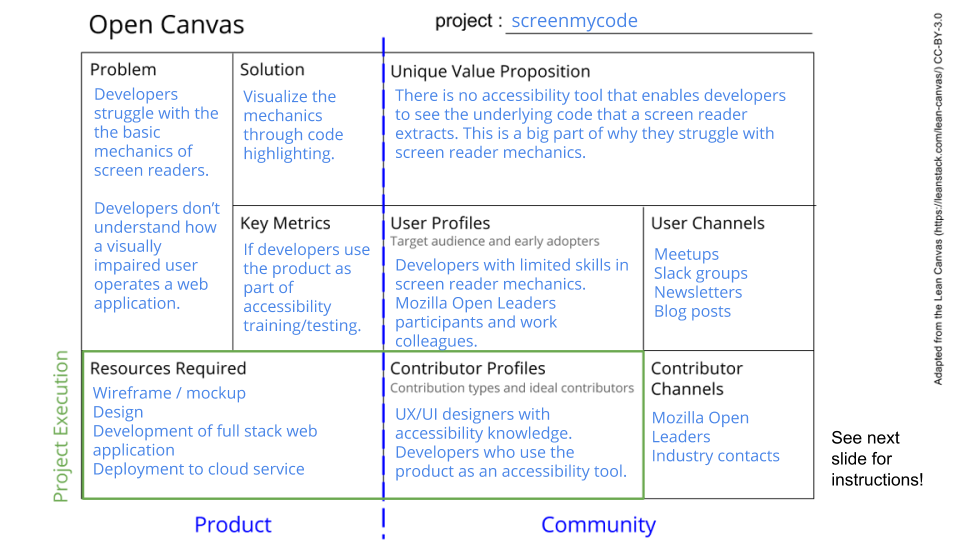 Open Canvas
project : screenmycode
Problem
Developers
struggle with the
the basic
mechanics of
screen readers.
Developers don’t
understand how
a visually
impaired user
operates a web
application.
Solution
Visualize the
mechanics
through code
highlighting.
Unique Value Proposition
There is no accessibility tool that enables developers
to see the underlying code that a screen reader
extracts. This is a big part of why they struggle with
screen reader mechanics.
Key Metrics
If developers use
the product as
part of
accessibility
training/testing.
User Profiles
Target audience and early adopters
Developers with limited skills in
screen reader mechanics.
Mozilla Open Leaders
participants and work
colleagues.
User Channels
Meetups
Slack groups
Newsletters
Blog posts
Project Execution
Resources Required
Wireframe / mockup
Design
Development of full stack web
application
Deployment to cloud service
Contributor Profiles
Contribution types and ideal contributors
UX/UI designers with
accessibility knowledge.
Developers who use the
product as an accessibility tool.
Contributor
Channels
Mozilla Open
Leaders
Industry contacts
Product
Community
See next
slide for
instructions!
Adapted from the Lean Canvas (https://leanstack.com/lean-canvas/) CC-BY-3.0